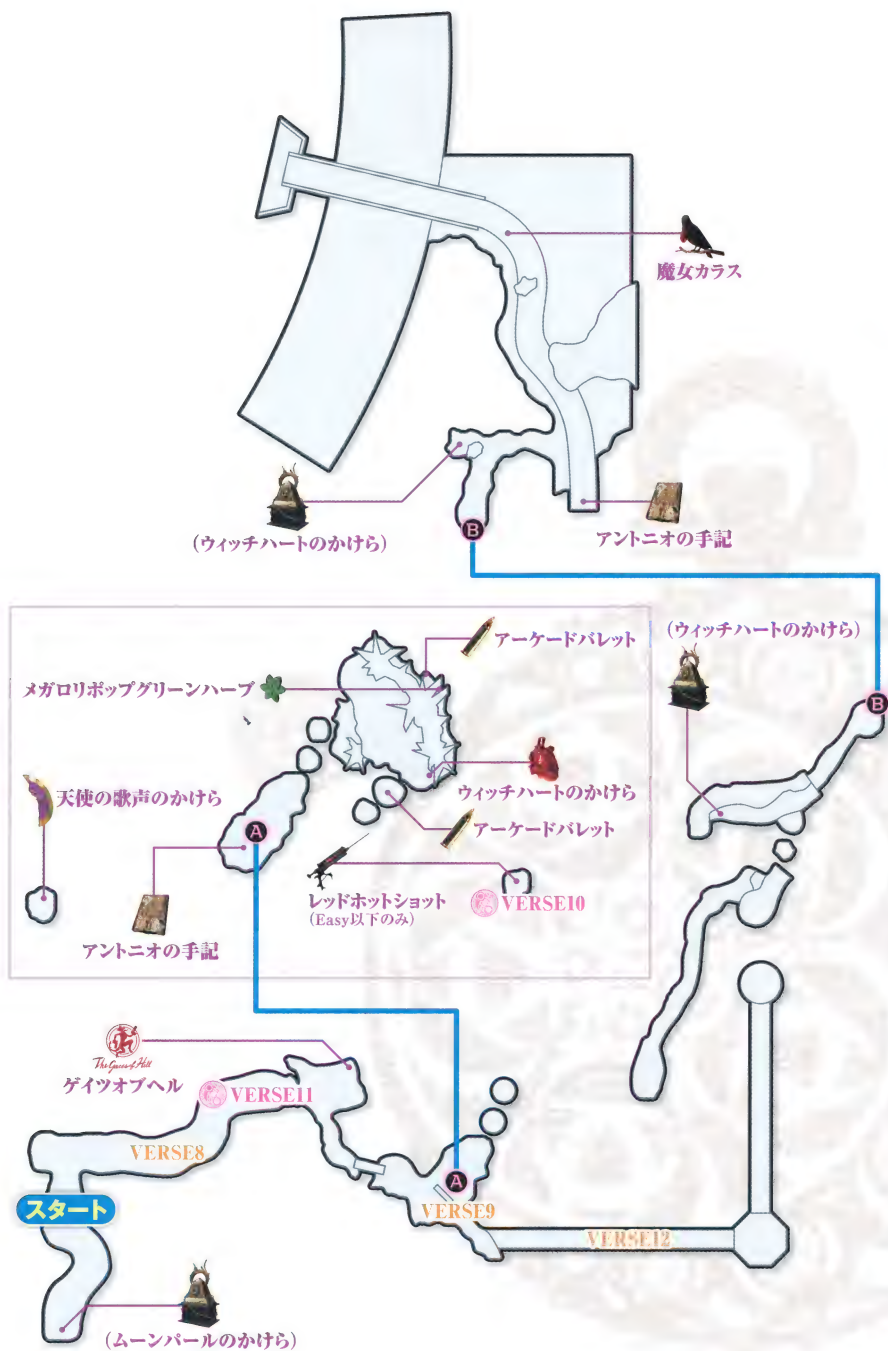 魔女カラス
(ウィッチハートのかけら)
アントニオの手記
B
アーケードバレット
(ウィッチハートのかけら)
メガロリポップグリーンハーブ
B
天使の歌声のかけら
ウィッチハートのかけら
A
アーケードバレット
レッドホットショット
(Easy以下のみ)
VERSE10
アントニオの手記
The Gates of Hell
ゲイツオブヘル
VERSE11
VERSE8
A
スタート
VERSE9
VERSE12
(ムーンパールのかけら)